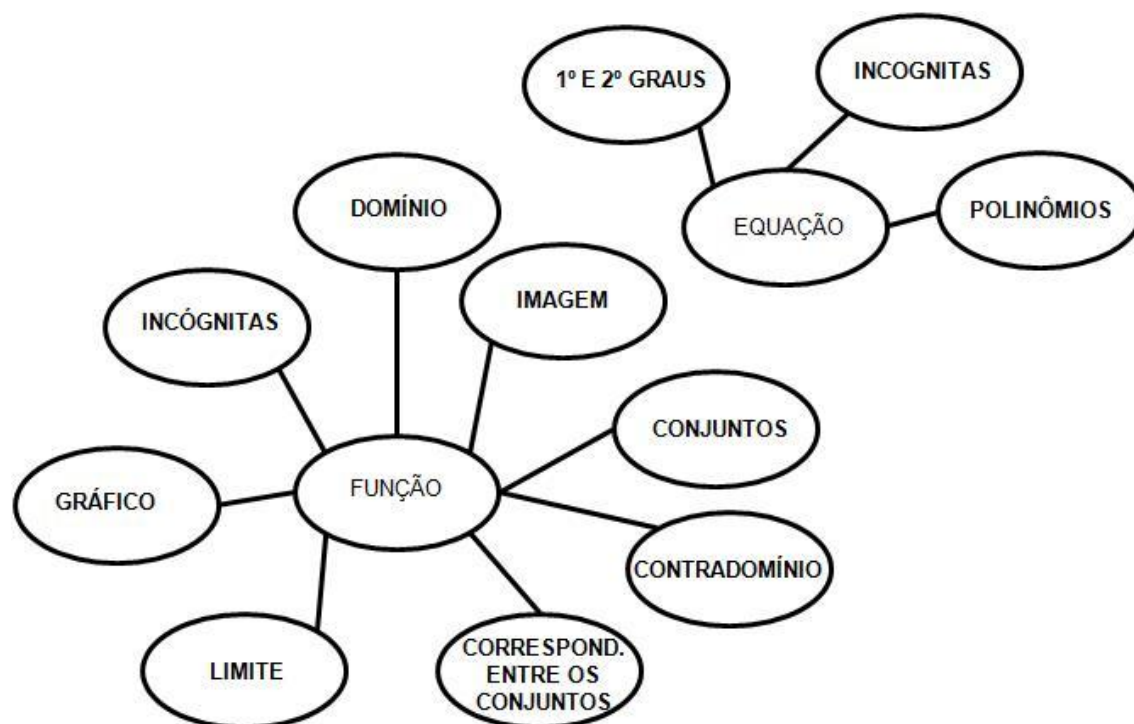 1º E 2º GRAUS
INCOGNITAS
POLINÔMIOS
EQUAÇÃO
DOMÍNIO
IMAGEM
INCÓGNITAS
CONJUNTOS
FUNÇÃO
GRÁFICO
CONTRADOMÍNIO
LIMITE
CORRESPOND.
ENTRE OS
CONJUNTOS